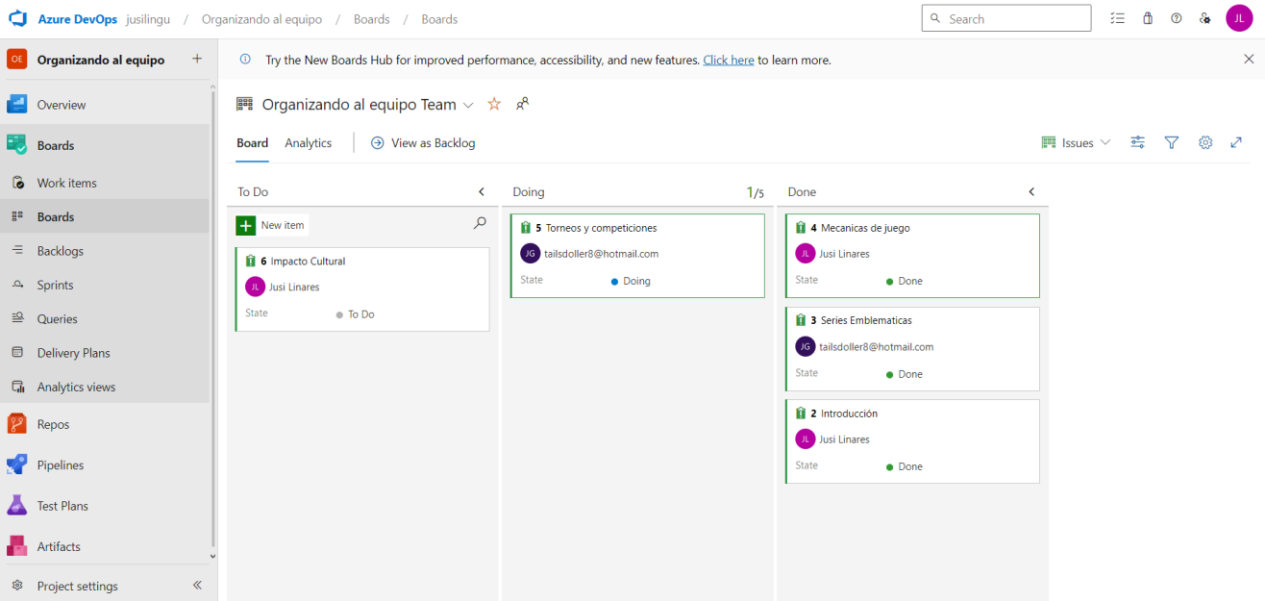 Azure DevOps jusilingu / Organizando al equipo / Boards / Boards
Search
JL
OE Organizando al equipo +
Try the New Boards Hub for improved performance, accessibility, and new features. Click here to learn more.
Overview
Boards
Work items
Boards
Backlogs
Sprints
Queries
Delivery Plans
Analytics views
Repos
Pipelines
Test Plans
Artifacts
Project settings
Organizando al equipo Team
Board Analytics View as Backlog
Issues
To Do
New item
6 Impacto Cultural
JL Jusi Linares
State To Do
Doing 1/5
5 Torneos y competiciones
JG tailsdoller8@hotmail.com
State Doing
Done
4 Mecanicas de juego
JL Jusi Linares
State Done
3 Series Emblematicas
JG tailsdoller8@hotmail.com
State Done
2 Introducción
JL Jusi Linares
State Done